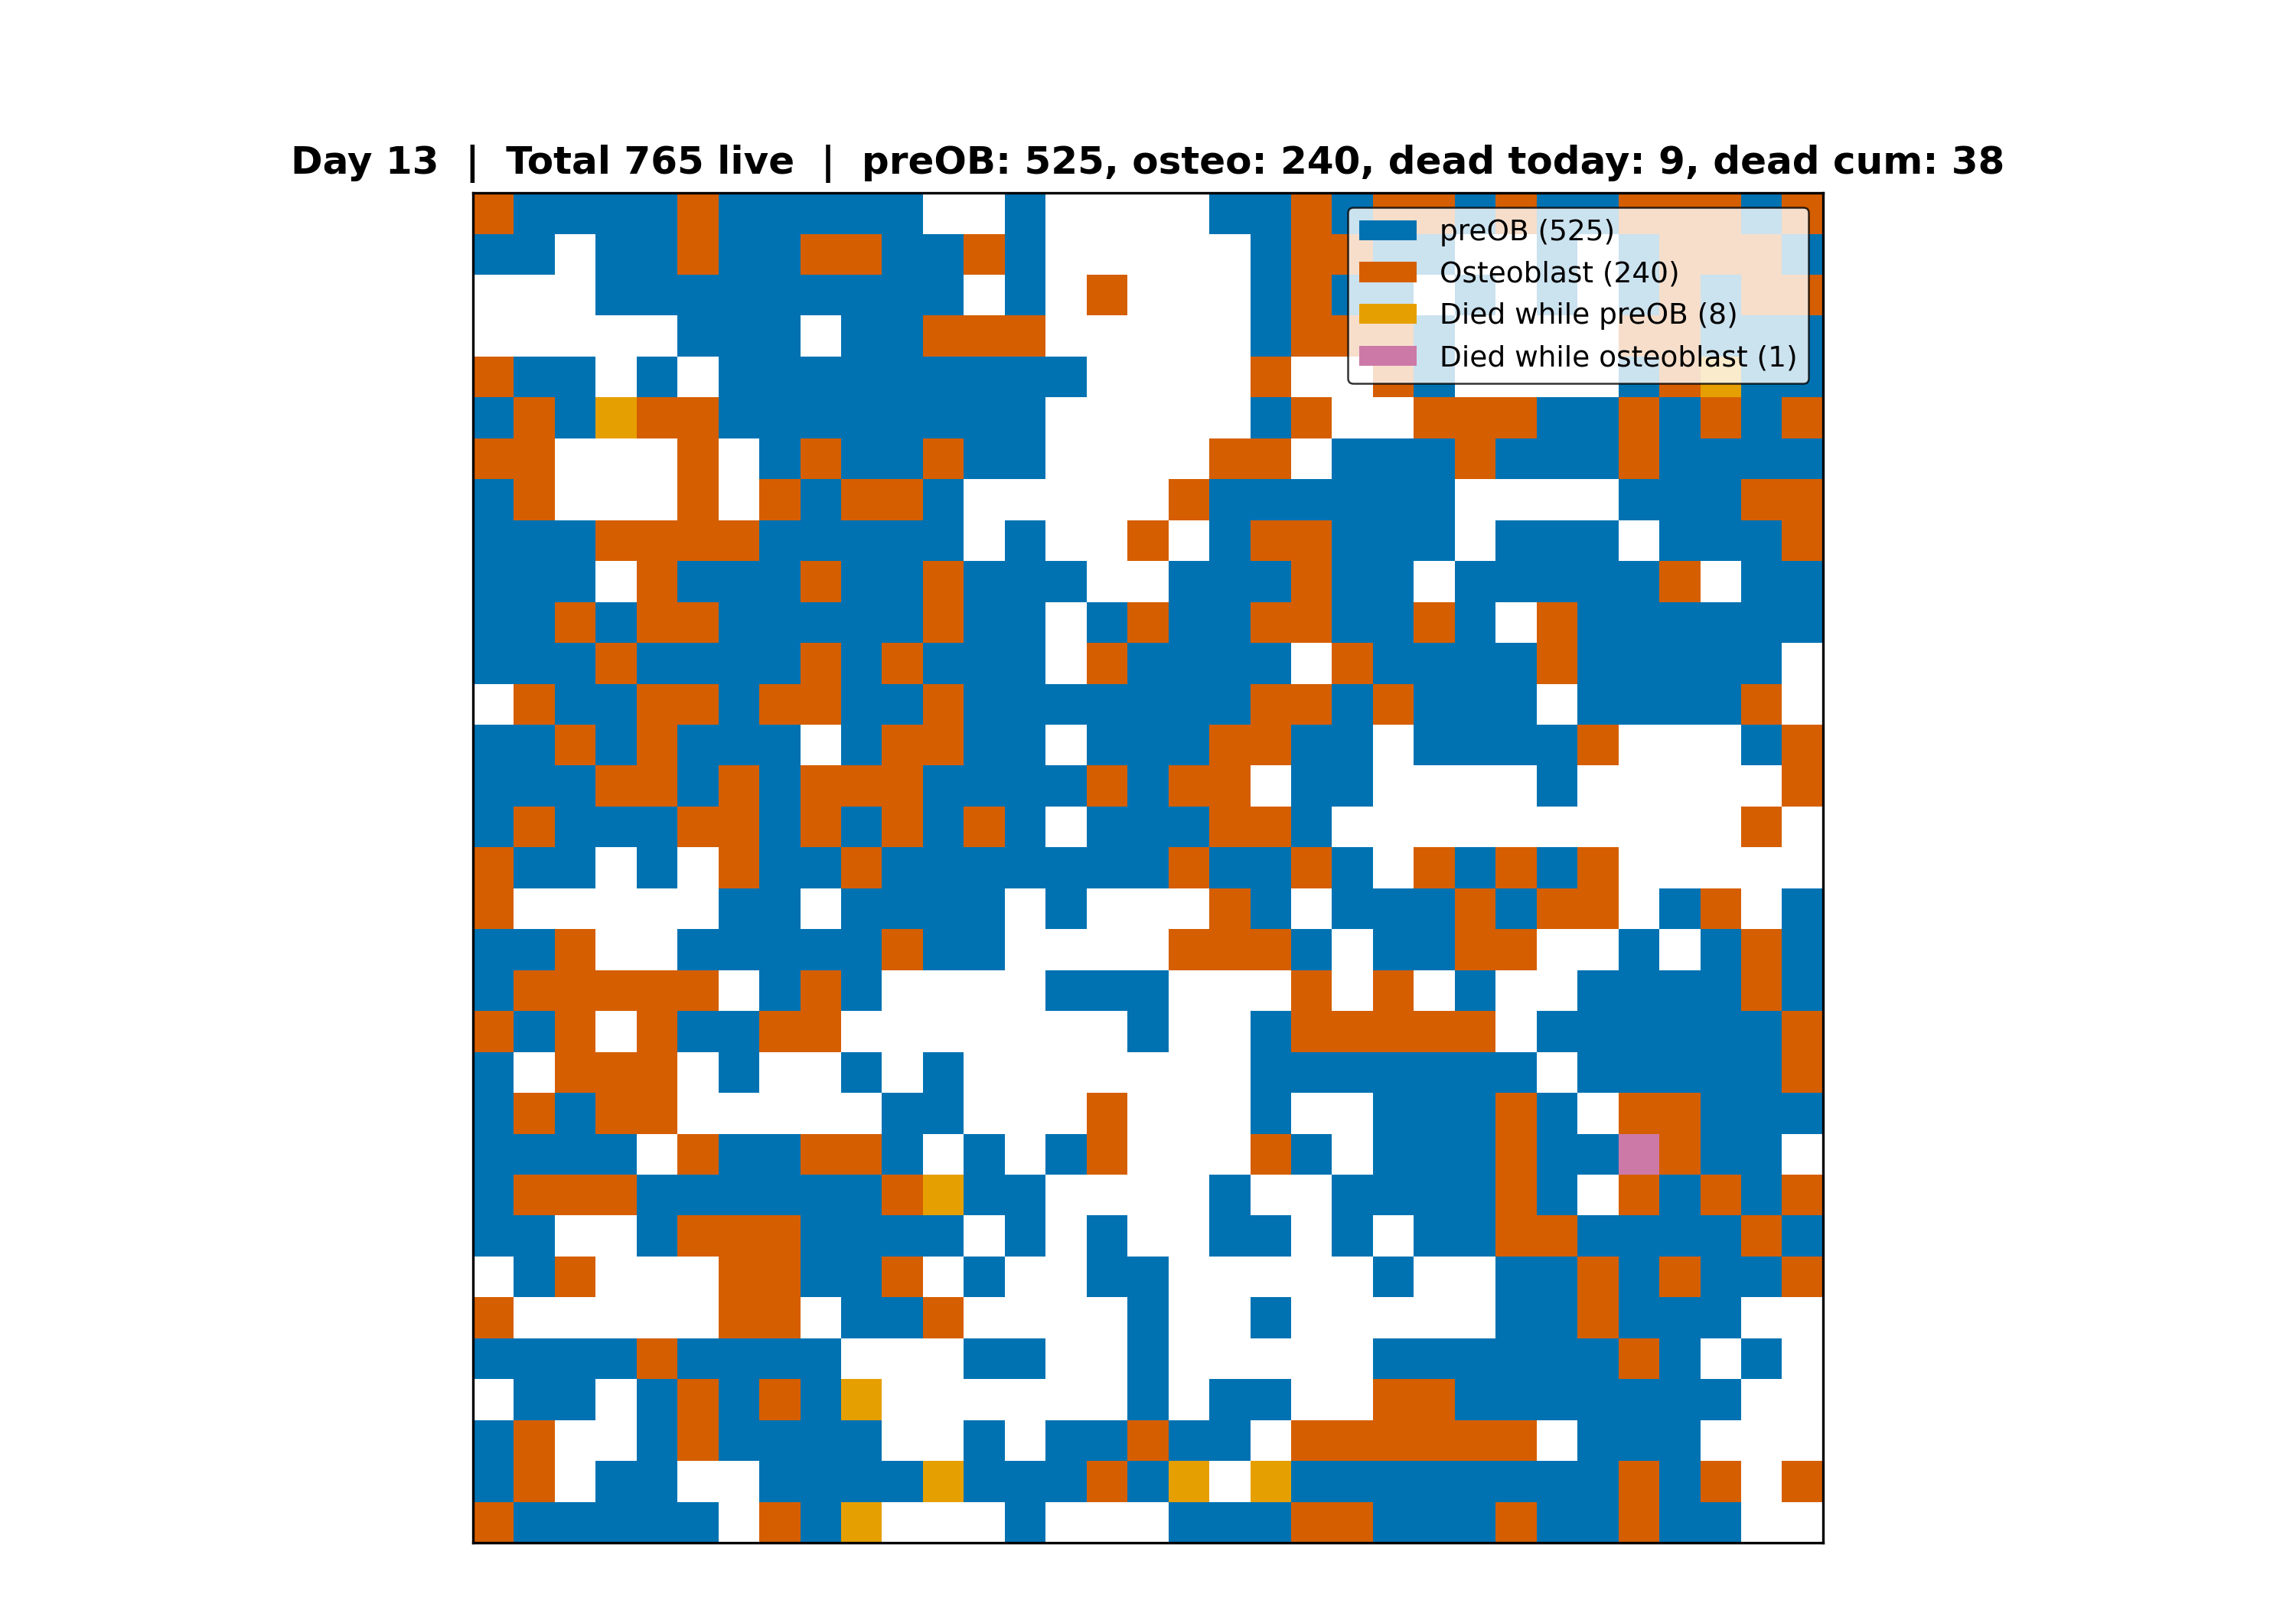 Day 13 | Total 765 live | preOB: 525, osteo: 240, dead today: 9, dead cum: 38
preOB (525)
Osteoblast (240)
Died while preOB (8)
Died while osteoblast (1)